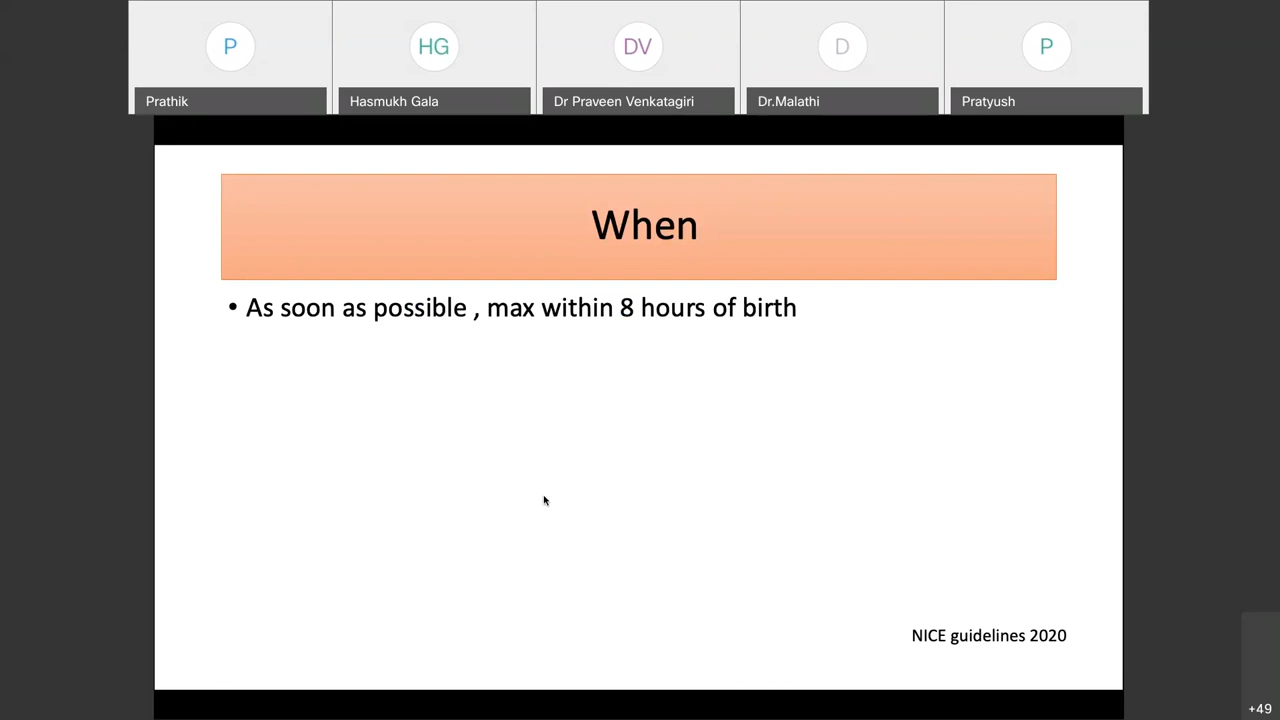 P
HG
DV
D
P
Prathik
Hasmukh Gala
Dr Praveen Venkatagiri
Dr.Malathi
Pratyush
When
• As soon as possible , max within 8 hours of birth
NICE guidelines 2020
+49